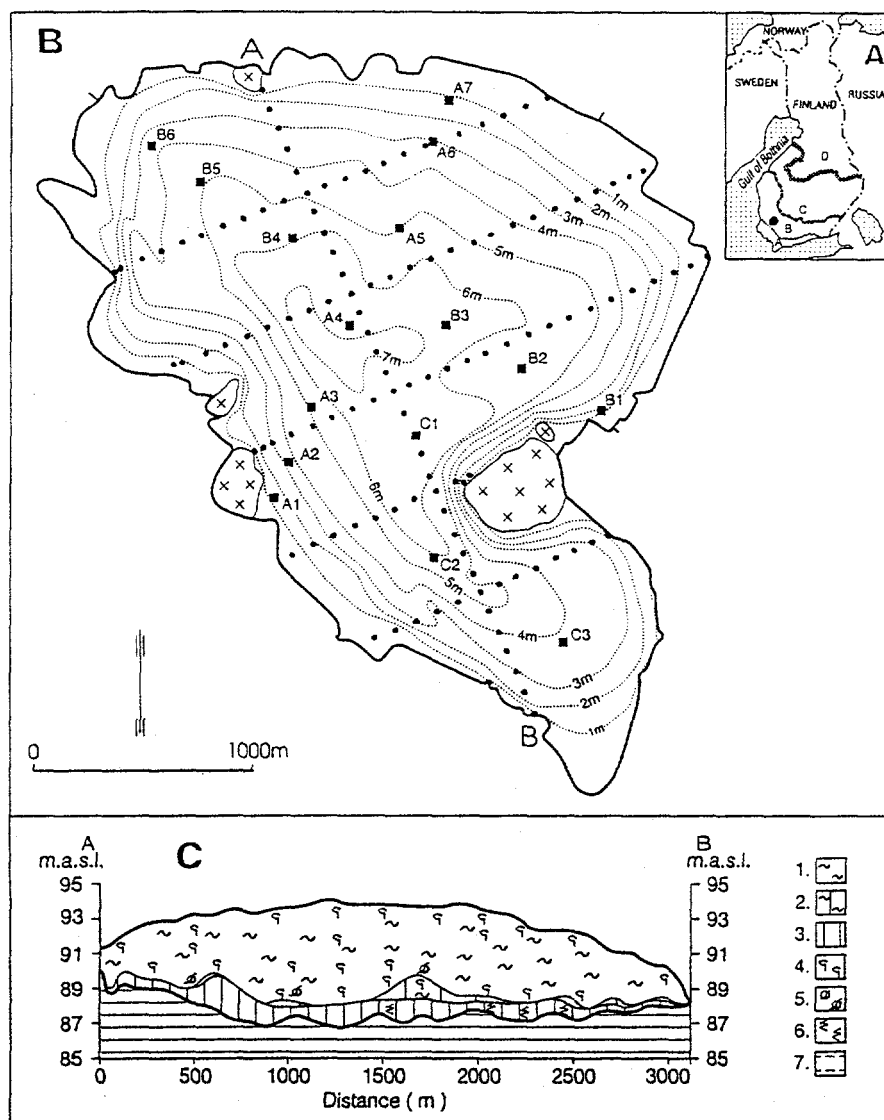 B
A
A
NORWAY
SWEDEN
FINLAND
RUSSIA
Gulf of Bothnia
D
C
B
A7
B6
A6
B5
1m
2m
3m
4m
B4
A5
5m
6m
A4
B3
7m
B2
A3
B1
C1
A2
6m
A1
C2
5m
4m
C3
3m
2m
1m
B
0 1000m
A
C
B
m.a.s.l.
m.a.s.l.
95
93
91
89
87
85
95
93
91
89
87
85
0 500 1000 1500 2000 2500 3000
Distance ( m )
1.
2.
3.
4.
5.
6.
7.